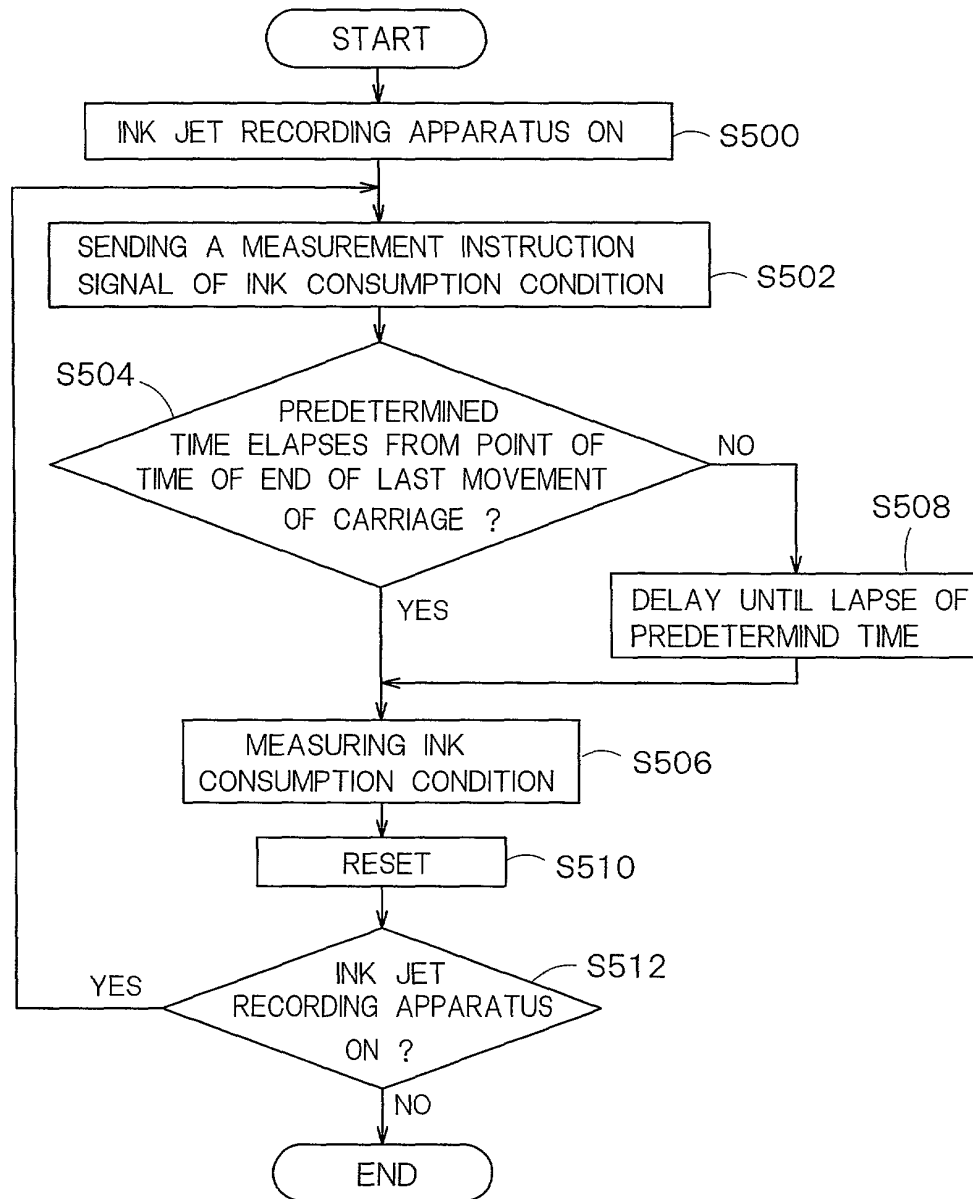 START
INK JET RECORDING APPARATUS ON
S500
SENDING A MEASUREMENT INSTRUCTION
SIGNAL OF INK CONSUMPTION CONDITION
S502
S504
PREDETERMINED
TIME ELAPSES FROM POINT OF
TIME OF END OF LAST MOVEMENT
OF CARRIAGE ?
NO
S508
YES
DELAY UNTIL LAPSE OF
PREDETERMIND TIME
MEASURING INK
CONSUMPTION CONDITION
S506
RESET
S510
S512
YES
INK JET
RECORDING APPARATUS
ON ?
NO
END